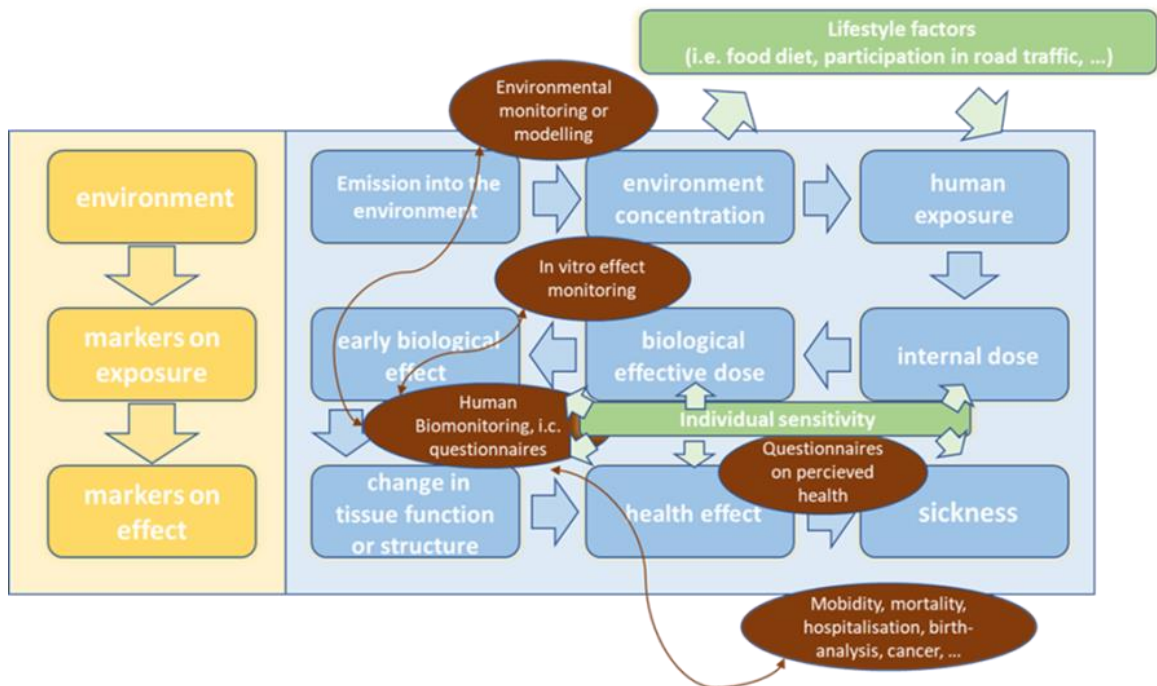 Lifestyle factors
(i.e. food diet, participation in road traffic, ...)
Environmental
monitoring or
modelling
environment
Emission into the
environment
environment
concentration
human
exposure
In vitro effect
monitoring
markers on
exposure
early biological
effect
biological
effective dose
internal dose
Human
Biomonitoring, i.c.
questionnaires
Individual sensitivity
Questionnaires
on percieved
health
markers on
effect
change in
tissue function
or structure
health effect
sickness
Mobidity, mortality,
hospitalisation, birth-
analysis, cancer, ...